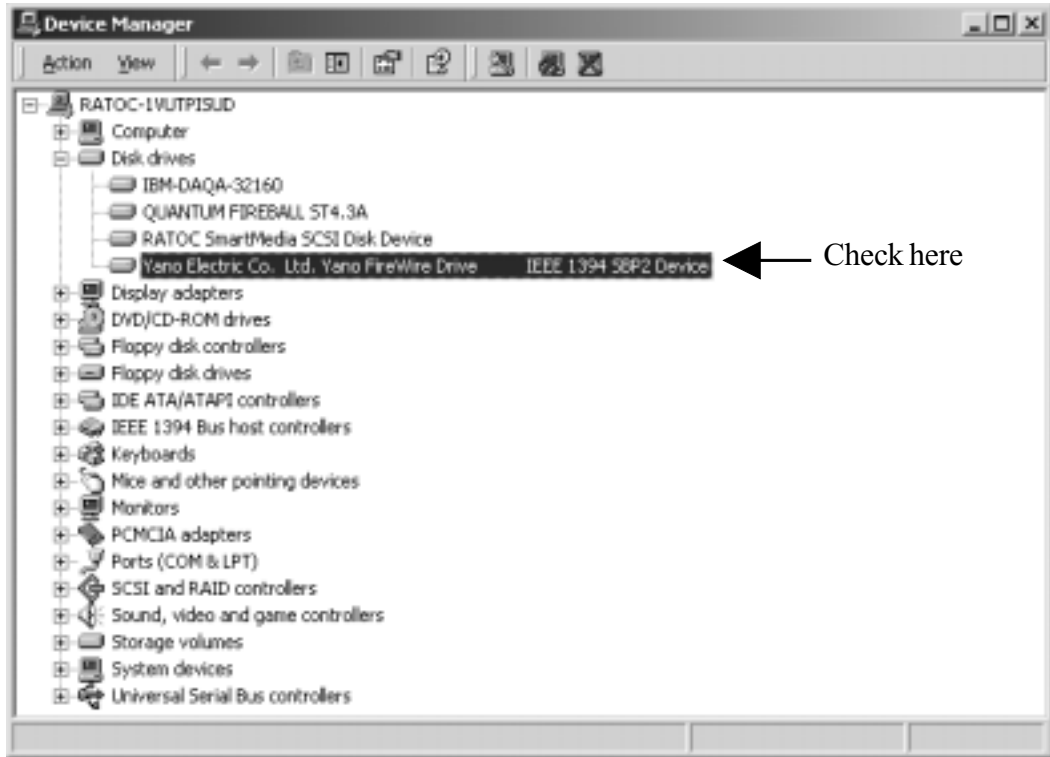 Device Manager
Action View
RATOC-1VUTPISUD
Computer
Disk drives
IBM-DAQA-32160
QUANTUM FIREBALL ST4.3A
RATOC SmartMedia SCSI Disk Device
Yano Electric Co. Ltd. Yano FireWire Drive IEEE 1394 SBP2 Device
Check here
Display adapters
DVD/CD-ROM drives
Floppy disk controllers
Floppy disk drives
IDE ATA/ATAPI controllers
IEEE 1394 Bus host controllers
Keyboards
Mice and other pointing devices
Monitors
PCMCIA adapters
Ports (COM & LPT)
SCSI and RAID controllers
Sound, video and game controllers
Storage volumes
System devices
Universal Serial Bus controllers